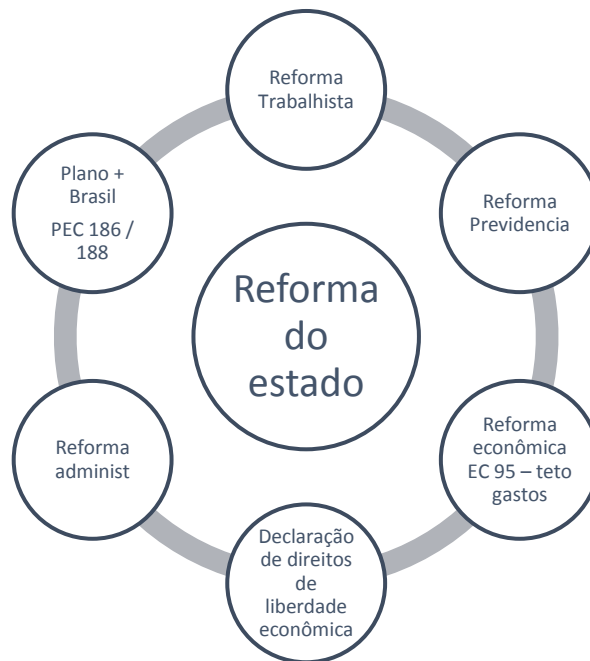 Reforma
Trabalhista
Plano +
Brasil
PEC 186 /
188
Reforma
Previdencia
Reforma
do
estado
Reforma
administ
Reforma
econômica
EC 95 – teto
gastos
Declaração
de direitos
de
liberdade
econômica